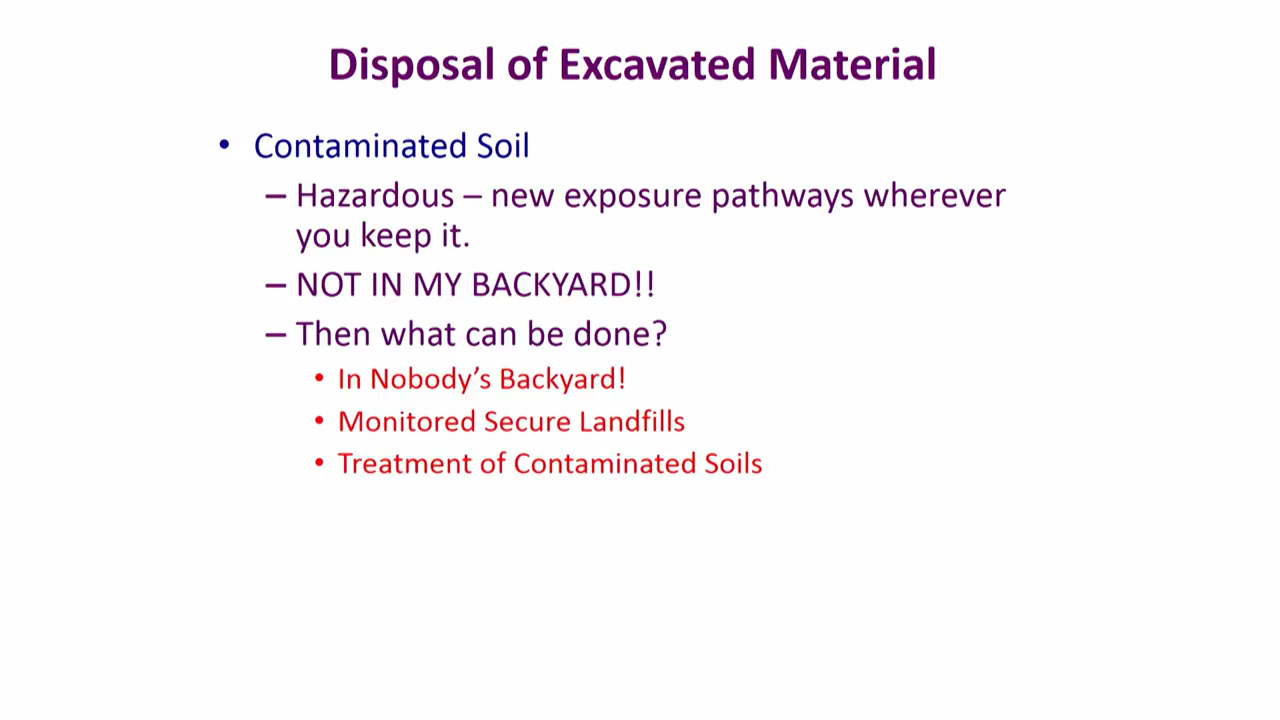 Disposal of Excavated Material
• Contaminated Soil
– Hazardous – new exposure pathways wherever
you keep it.
– NOT IN MY BACKYARD!!
– Then what can be done?
• In Nobody’s Backyard!
• Monitored Secure Landfills
• Treatment of Contaminated Soils